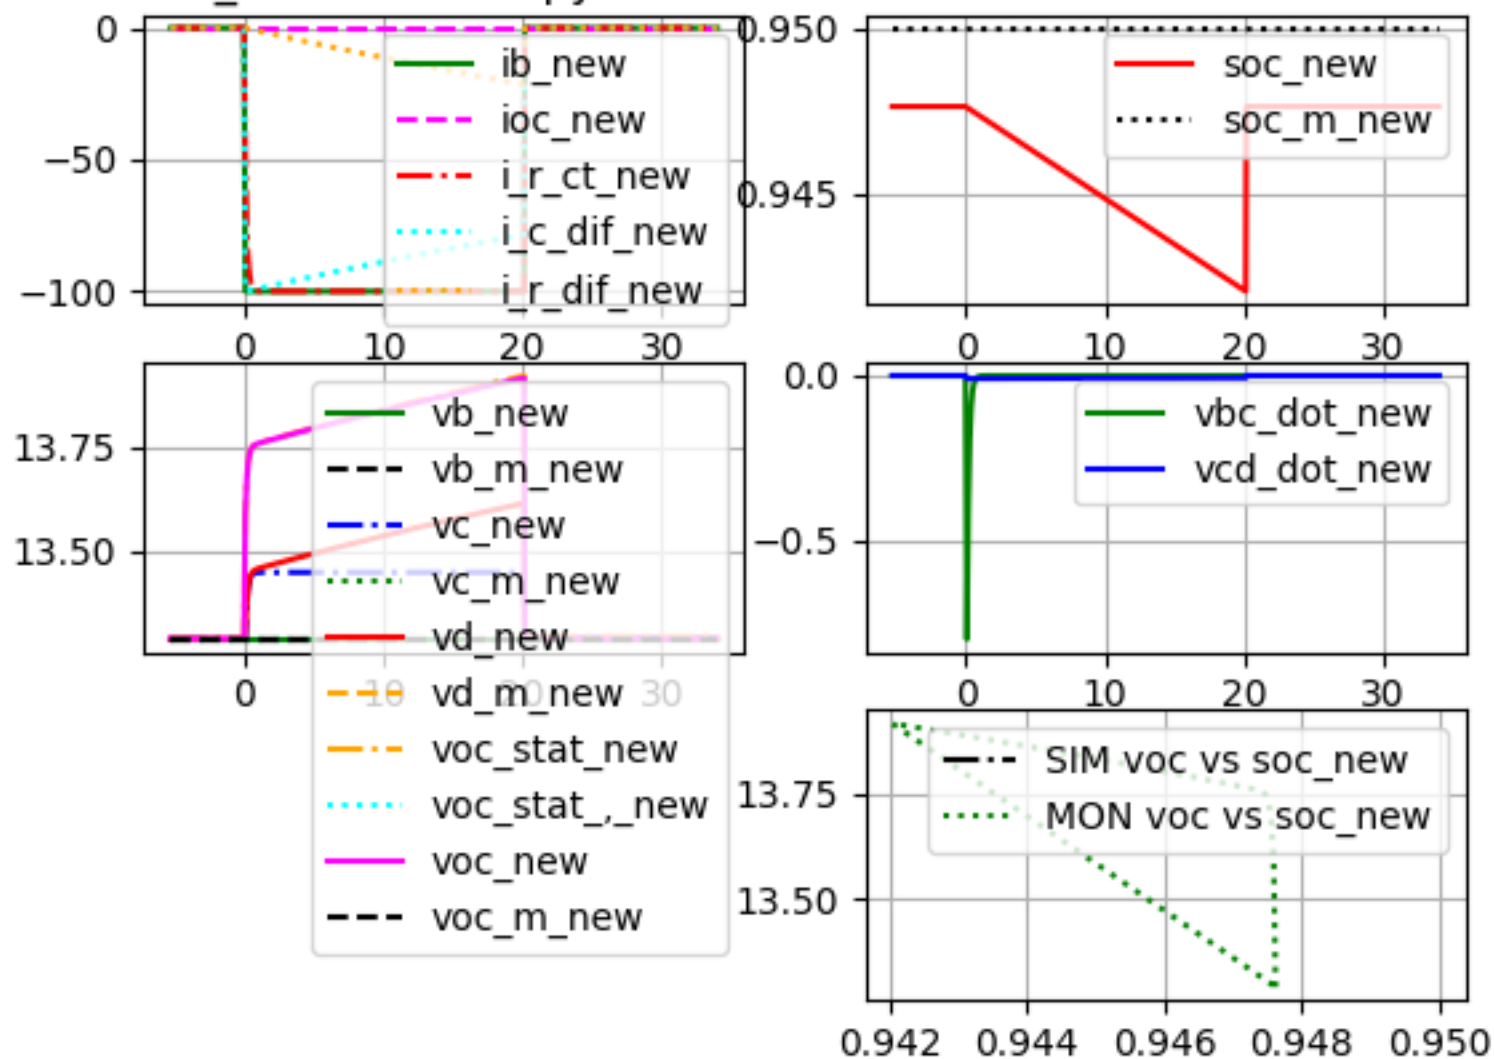 0
−50
−100
ib_new
ioc_new
i_r_ct_new
i_c_dif_new
i_r_dif_new
0 10 20 30
0.950
0.945
soc_new
soc_m_new
0 10 20 30
13.75
13.50
vb_new
vb_m_new
vc_new
vc_m_new
vd_new
vd_m_new
voc_stat_new
voc_stat_,_new
voc_new
voc_m_new
0 10 20 30
0.0
−0.5
vbc_dot_new
vcd_dot_new
0 10 20 30
13.75
13.50
SIM voc vs soc_new
MON voc vs soc_new
0.942 0.944 0.946 0.948 0.950